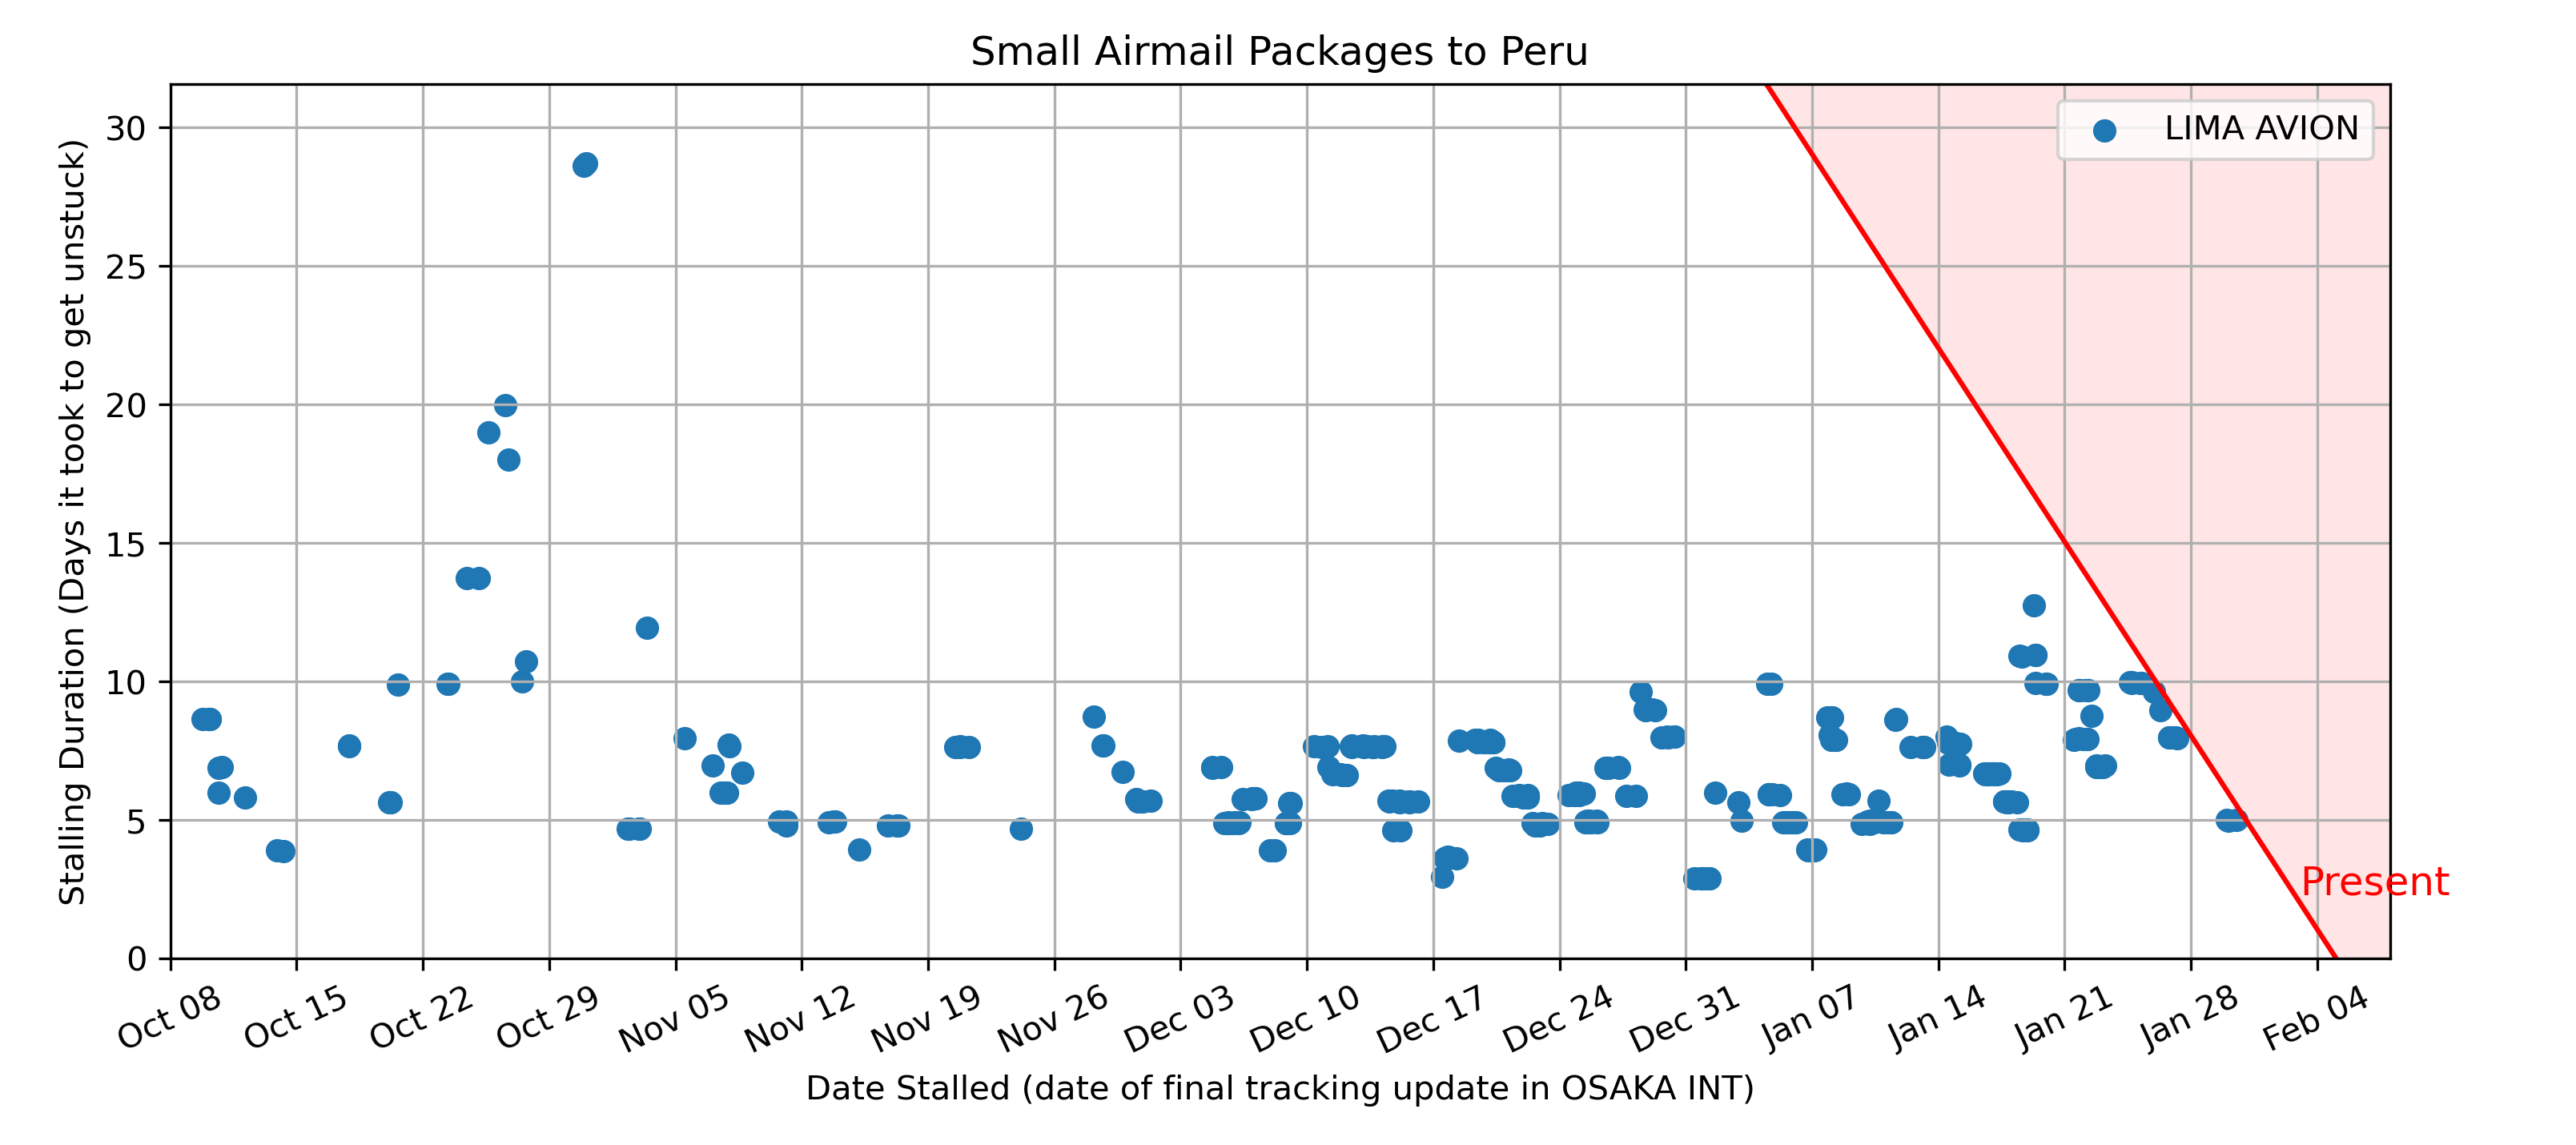 Small Airmail Packages to Peru
Stalling Duration (Days it took to get unstuck)
30
25
20
15
10
5
0
LIMA AVION
Present
Oct 08
Oct 15
Oct 22
Oct 29
Nov 05
Nov 12
Nov 19
Nov 26
Dec 03
Dec 10
Dec 17
Dec 24
Dec 31
Jan 07
Jan 14
Jan 21
Jan 28
Feb 04
Date Stalled (date of final tracking update in OSAKA INT)